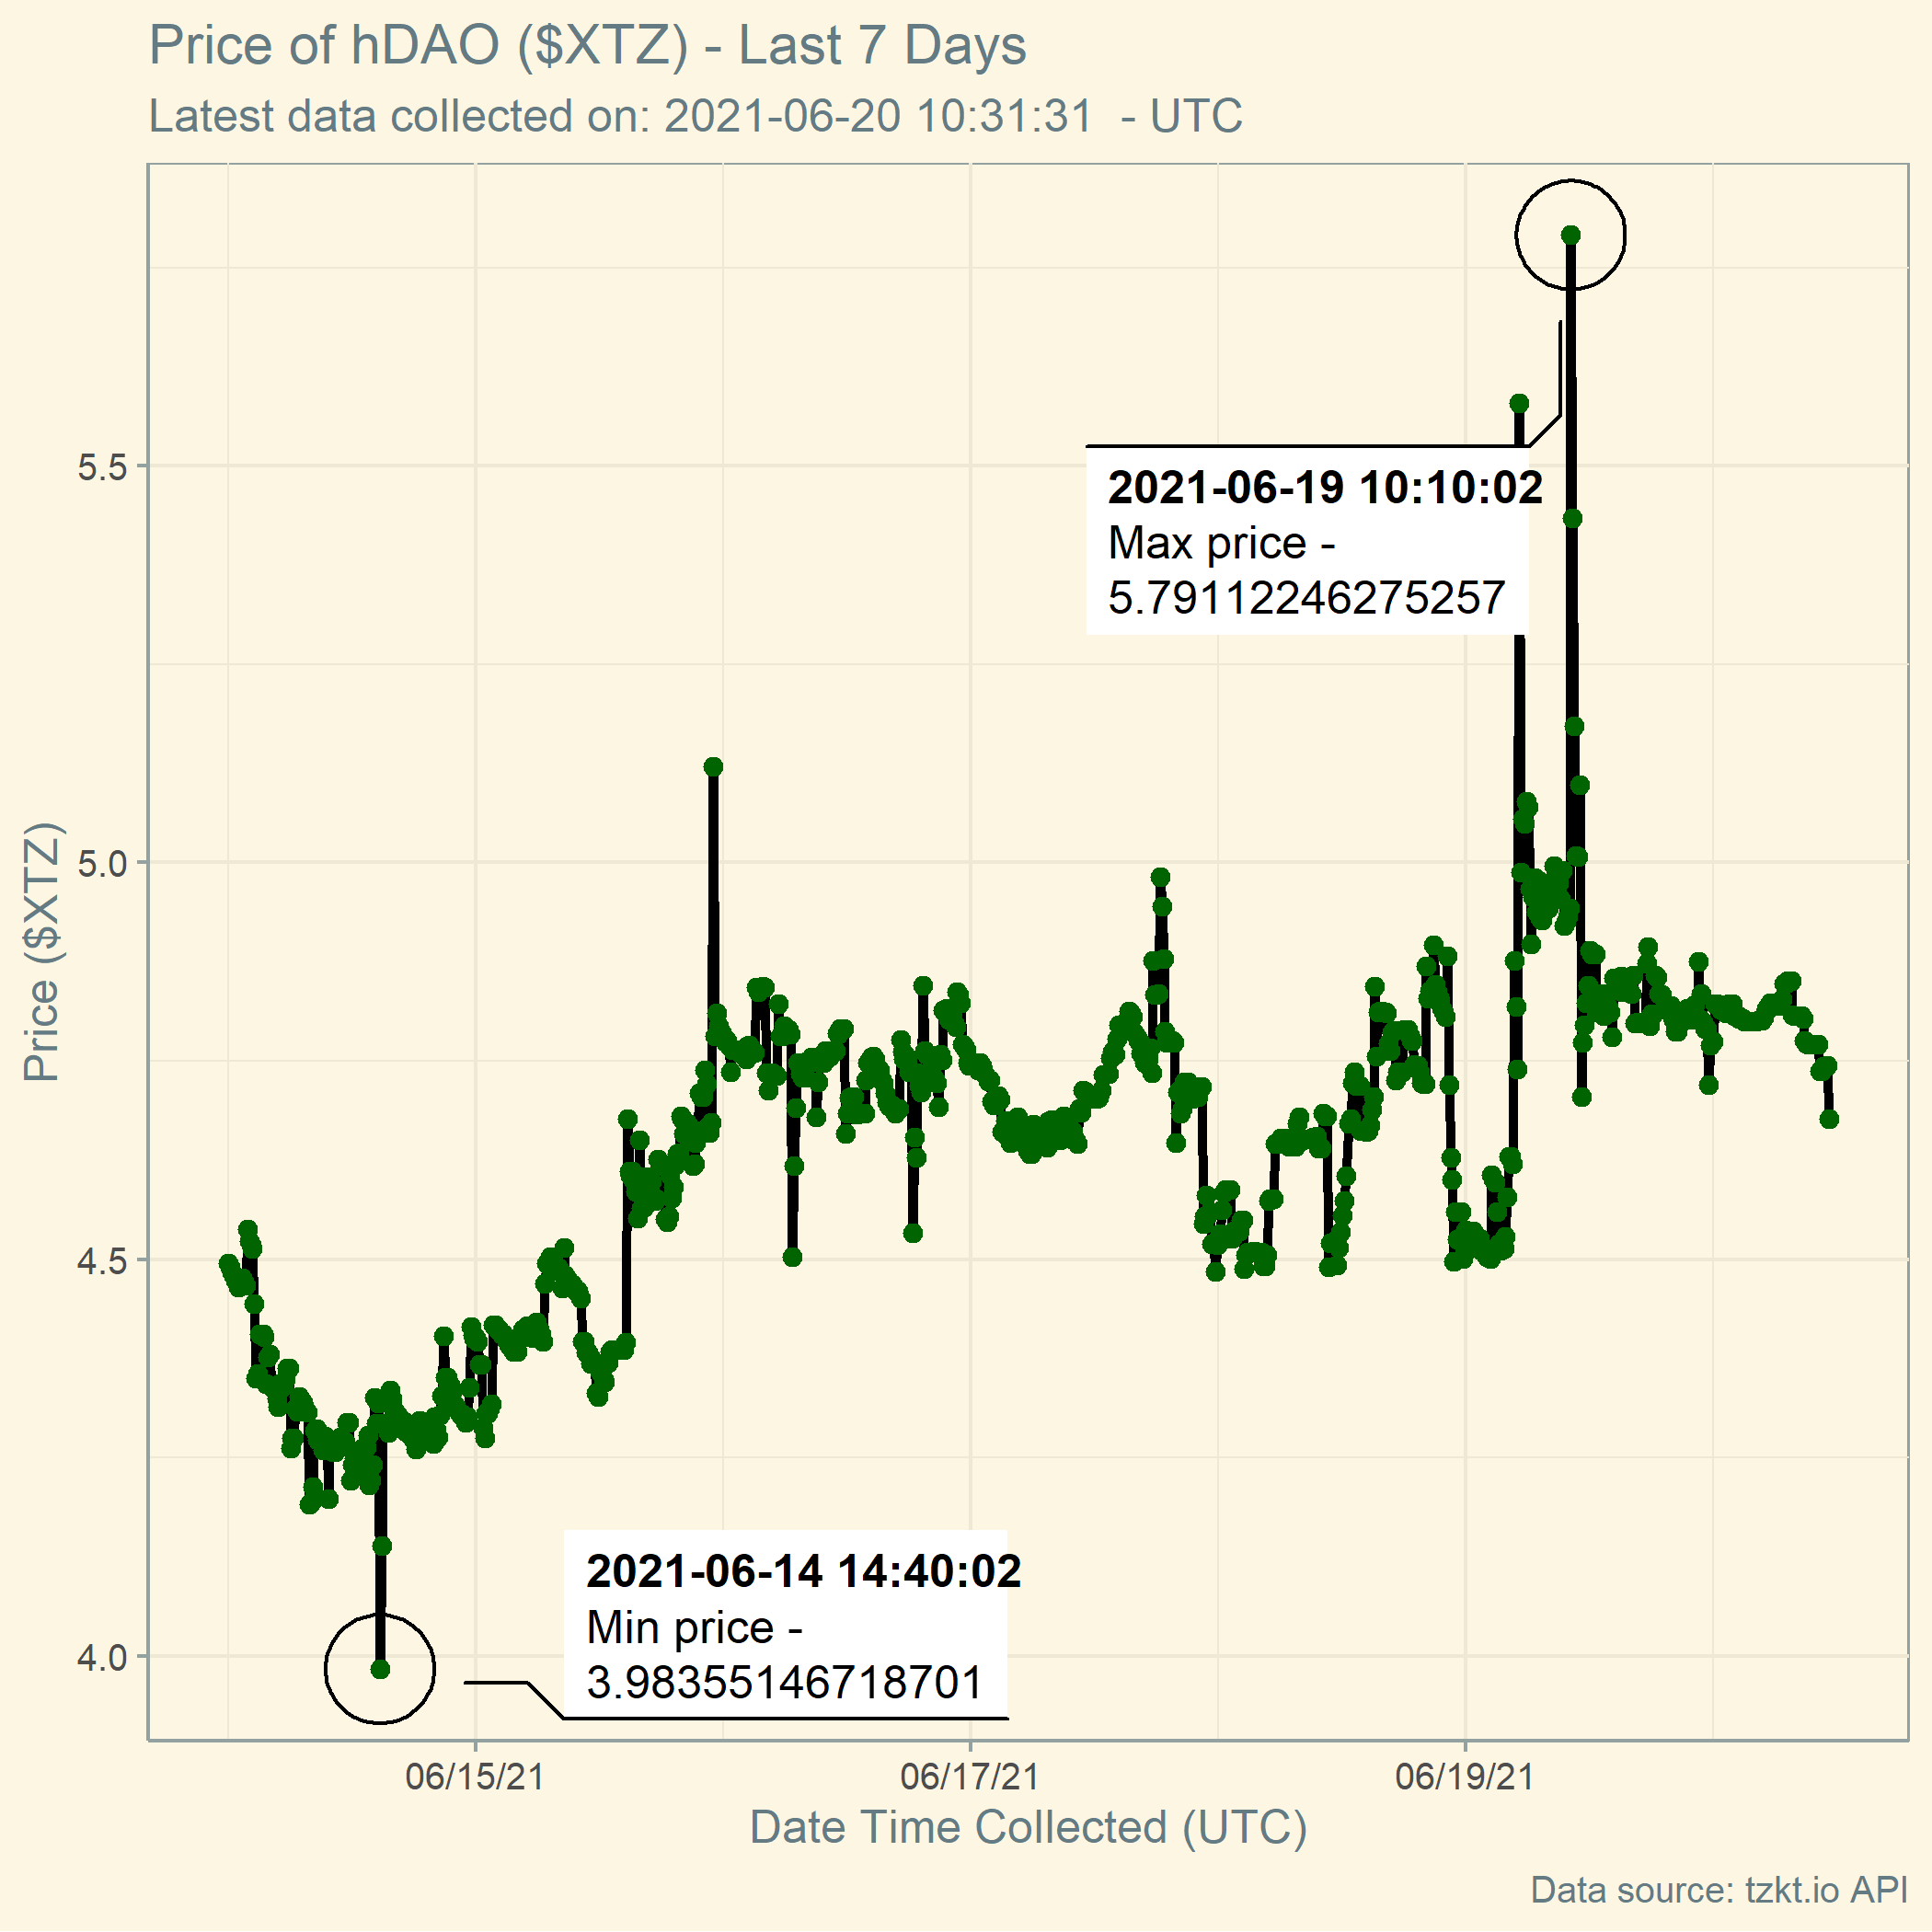 Price of hDAO ($XTZ) - Last 7 Days
Latest data collected on: 2021-06-20 10:31:31  - UTC
2021-06-19 10:10:02
Max price -
5.79112246275257
2021-06-14 14:40:02
Min price -
3.98355146718701
Price ($XTZ)
5.5
5.0
4.5
4.0
06/15/21
06/17/21
06/19/21
Date Time Collected (UTC)
Data source: tzkt.io API